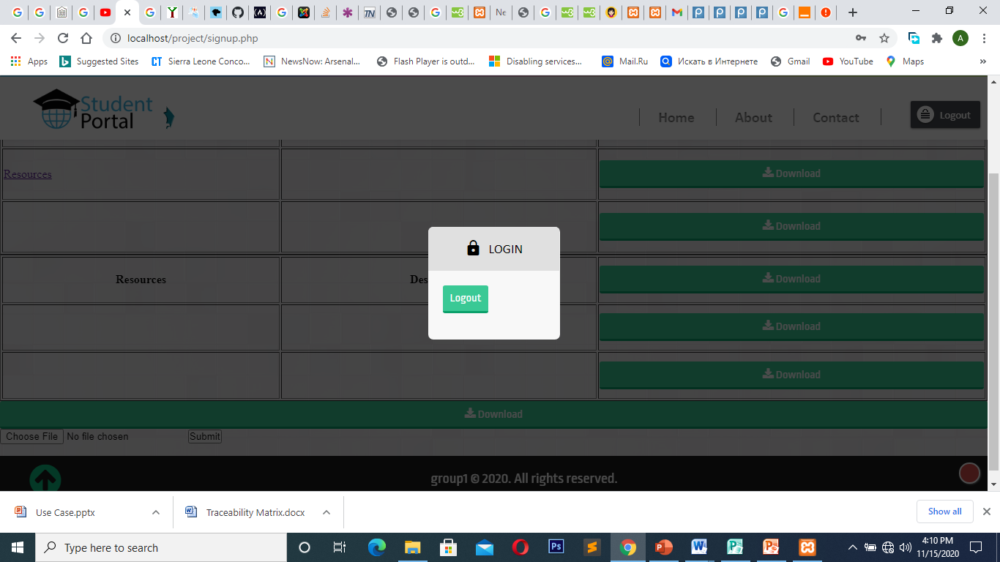 Ne
localhost/project/signup.php
A
Apps
Suggested Sites
CT
Sierra Leone Conco...
N
NewsNow: Arsenal...
Flash Player is outd...
Disabling services...
Mail.Ru
Искать в Интернете
Gmail
YouTube
Maps
»
Student
Portal
Home
About
Contact
Logout
Resources
Download
Download
LOGIN
Resources
Des
Download
Logout
Download
Download
Download
Choose File No file chosen
Submit
group1 © 2020. All rights reserved.
Use Case.pptx
Traceability Matrix.docx
Show all
Type here to search
Ps
4:10 PM
11/15/2020